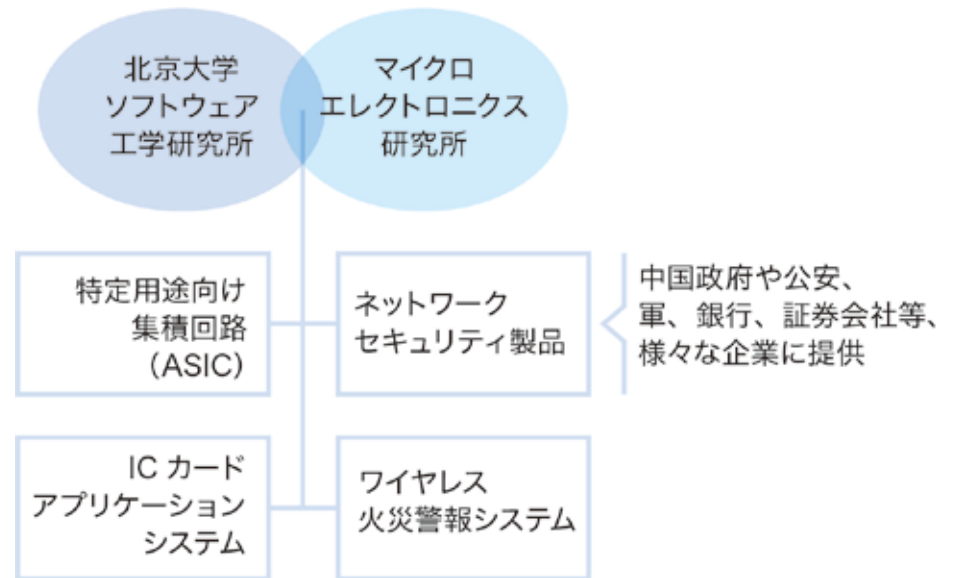 北京大学
ソフトウェア
工学研究所
マイクロ
エレクトロニクス
研究所
特定用途向け
集積回路
（ASIC）
ネットワーク
セキュリティ製品
中国政府や公安、
軍、銀行、証券会社等、
様々な企業に提供
IC カード
アプリケーション
システム
ワイヤレス
火災警報システム